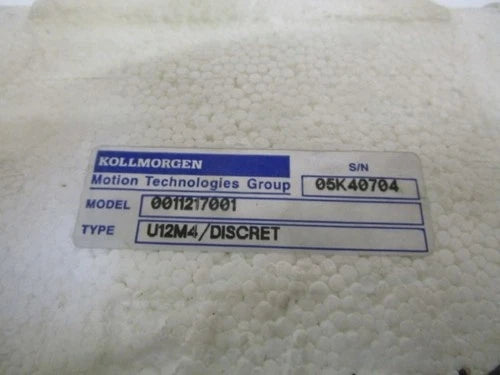 KOLLMORGEN
Motion Technologies Group
S/N
05K40704
MODEL 0011217001
TYPE U12M4/DISCRET